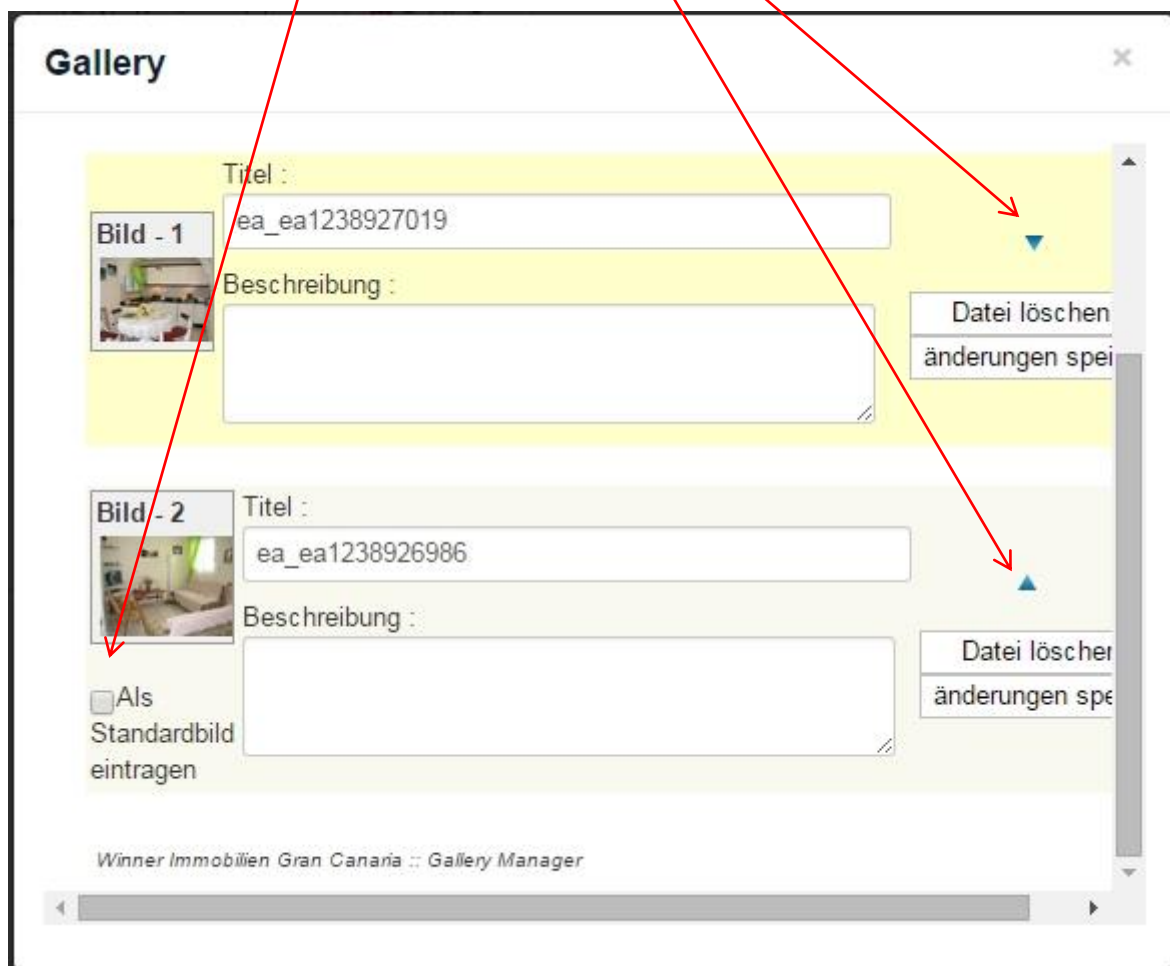 Gallery
Titel :
Bild - 1
ea_ea1238927019
Beschreibung :
Datei löschen
änderungen spei
Bild - 2
Titel :
ea_ea1238926986
Beschreibung :
Datei löschen
änderungen spe
Als
Standardbild
eintragen
Winner Immobilien Gran Canaria :: Gallery Manager